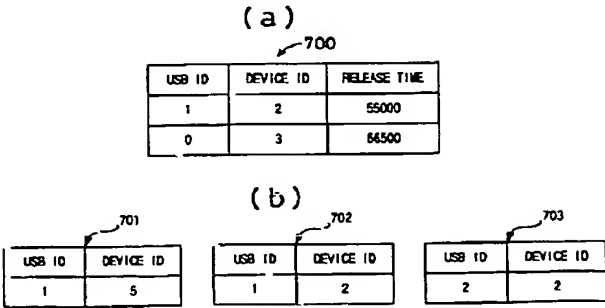 (a)
700
USB ID DEVICE ID RELEASE TIME
1 2 55000
0 3 56500
(b)
701 702 703
USB ID DEVICE ID USB ID DEVICE ID USB ID DEVICE ID
1 5 1 2 2 2